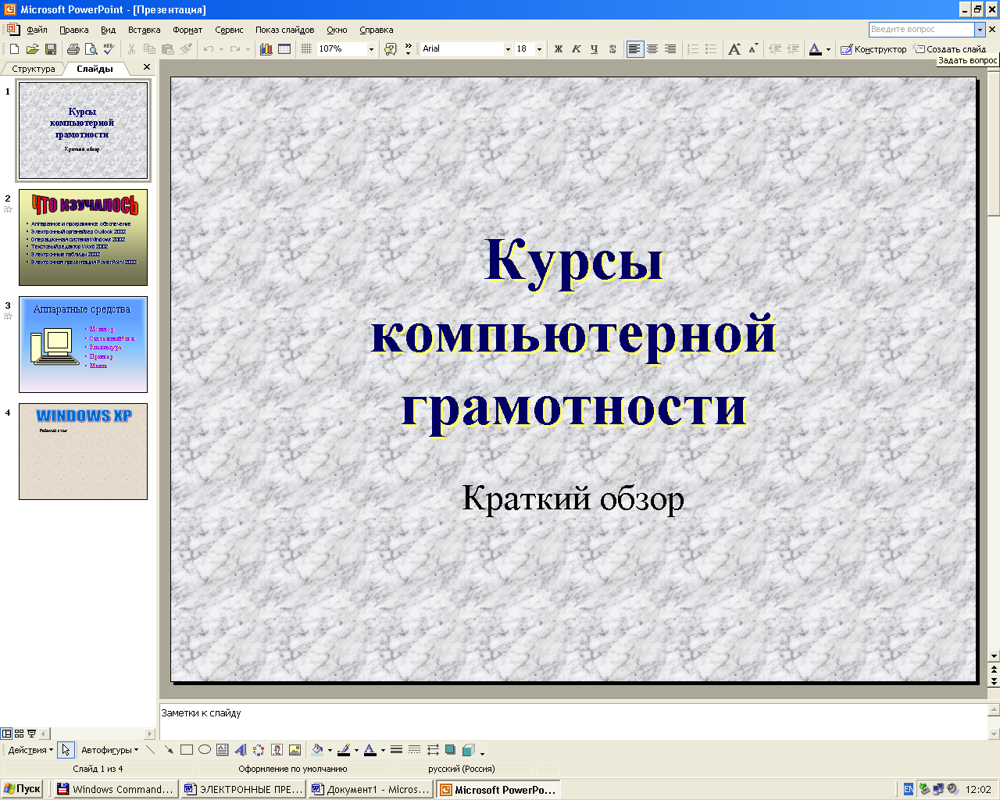 Microsoft PowerPoint - [Презентация]
Файл Правка Вид Вставка Формат Сервис Показ слайдов Окно Справка Введите вопрос
107% Arial 18 Ж К Ч S Конструктор Создать слайд
Задать вопрос
Структура Слайды
1
Курсы
компьютерной
грамотности
Краткий обзор
2
Что изучалось
Аппаратное и программное обеспечение
Электронный органайзер Outlook 2002
Операционная система Windows 2002
Текстовый редактор Word 2002
Электронные таблицы 2002
Электронная презентация PowerPoint 2002
3
Аппаратные средства
Монитор
Системный блок
Клавиатура
Принтер
Мышь
4
WINDOWS XP
Рабочий стол
Курсы
компьютерной
грамотности
Краткий обзор
Заметки к слайду
Действия Автофигуры
Слайд 1 из 4 Оформление по умолчанию русский (Россия)
Пуск Windows Command... ЭЛЕКТРОННЫЕ ПРЕ... Документ1 - Micros... Microsoft PowerPo... EN 12:02